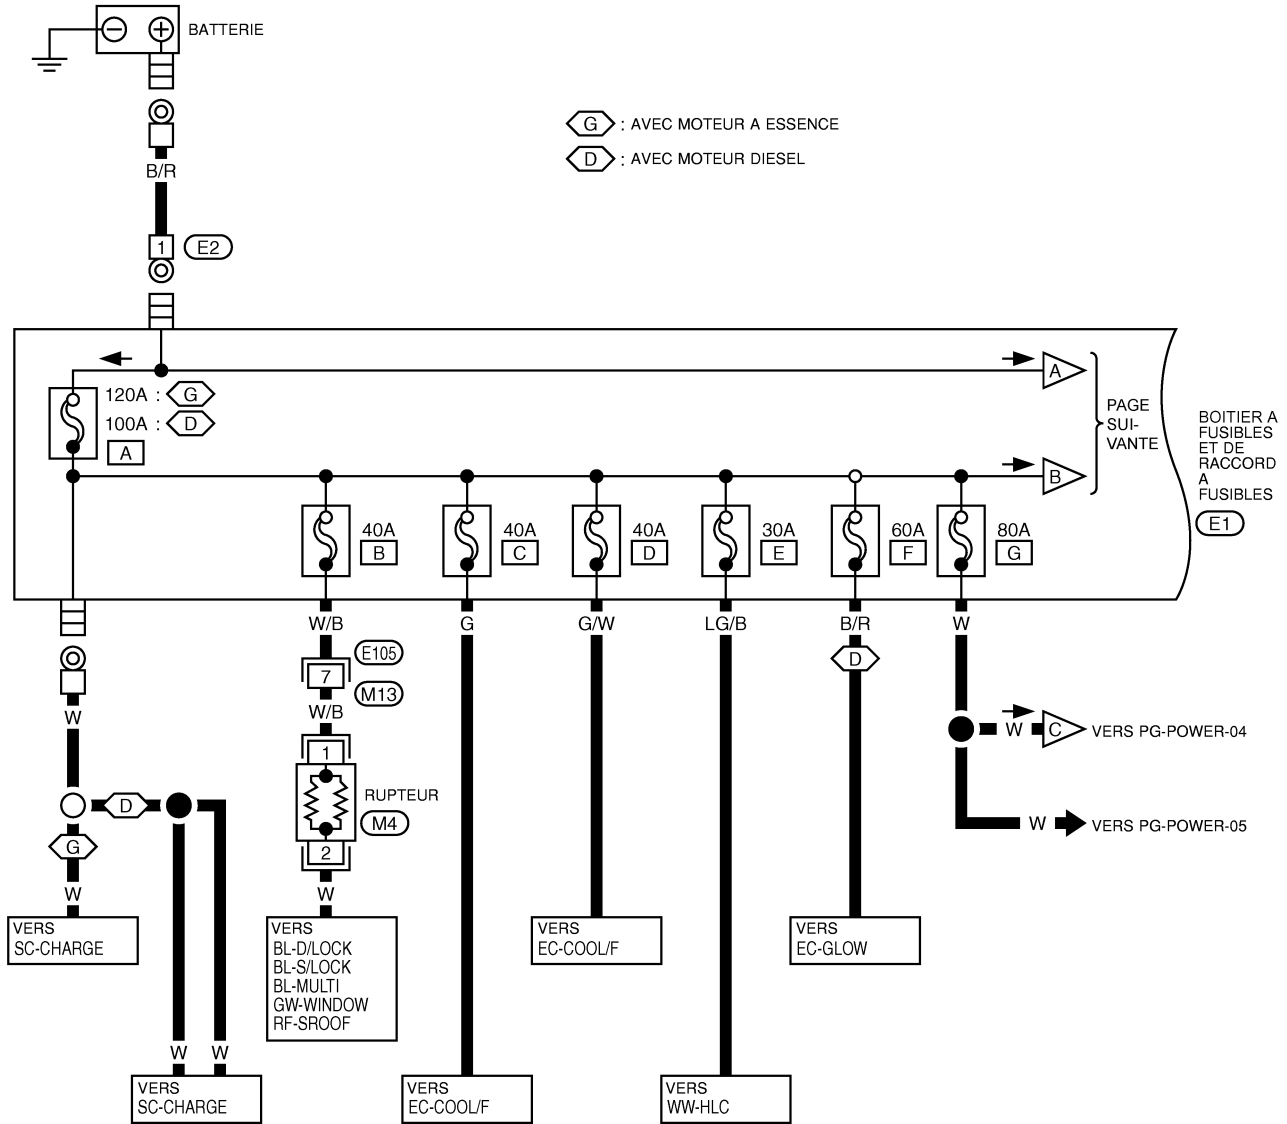 BATTERIE
G : AVEC MOTEUR A ESSENCE
D : AVEC MOTEUR DIESEL
B/R
1 E2
120A : G
100A : D
A
A
B
PAGE
SUI-
VANTE
BOITIER A
FUSIBLES
ET DE
RACCORD
A
FUSIBLES
E1
40A
B
40A
C
40A
D
30A
E
60A
F
80A
G
W/B
G
G/W
LG/B
B/R
W
E105
7
M13
D
W
W/B
W
C
VERS PG-POWER-04
1
RUPTEUR
M4
2
D
G
W
VERS PG-POWER-05
W
W
VERS
SC-CHARGE
VERS
BL-D/LOCK
BL-S/LOCK
BL-MULTI
GW-WINDOW
RF-SROOF
VERS
EC-COOL/F
VERS
EC-GLOW
W
W
VERS
SC-CHARGE
VERS
EC-COOL/F
VERS
WW-HLC